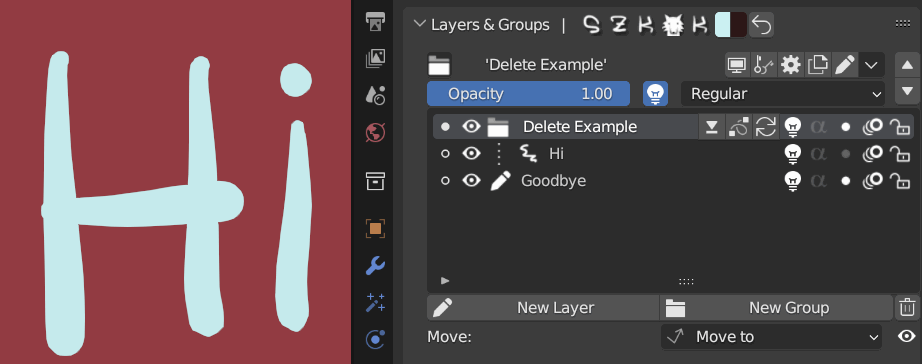 Hi
Layers & Groups |
'Delete Example'
Opacity 1.00 Regular
Delete Example
Hi
Goodbye
New Layer New Group
Move: Move to